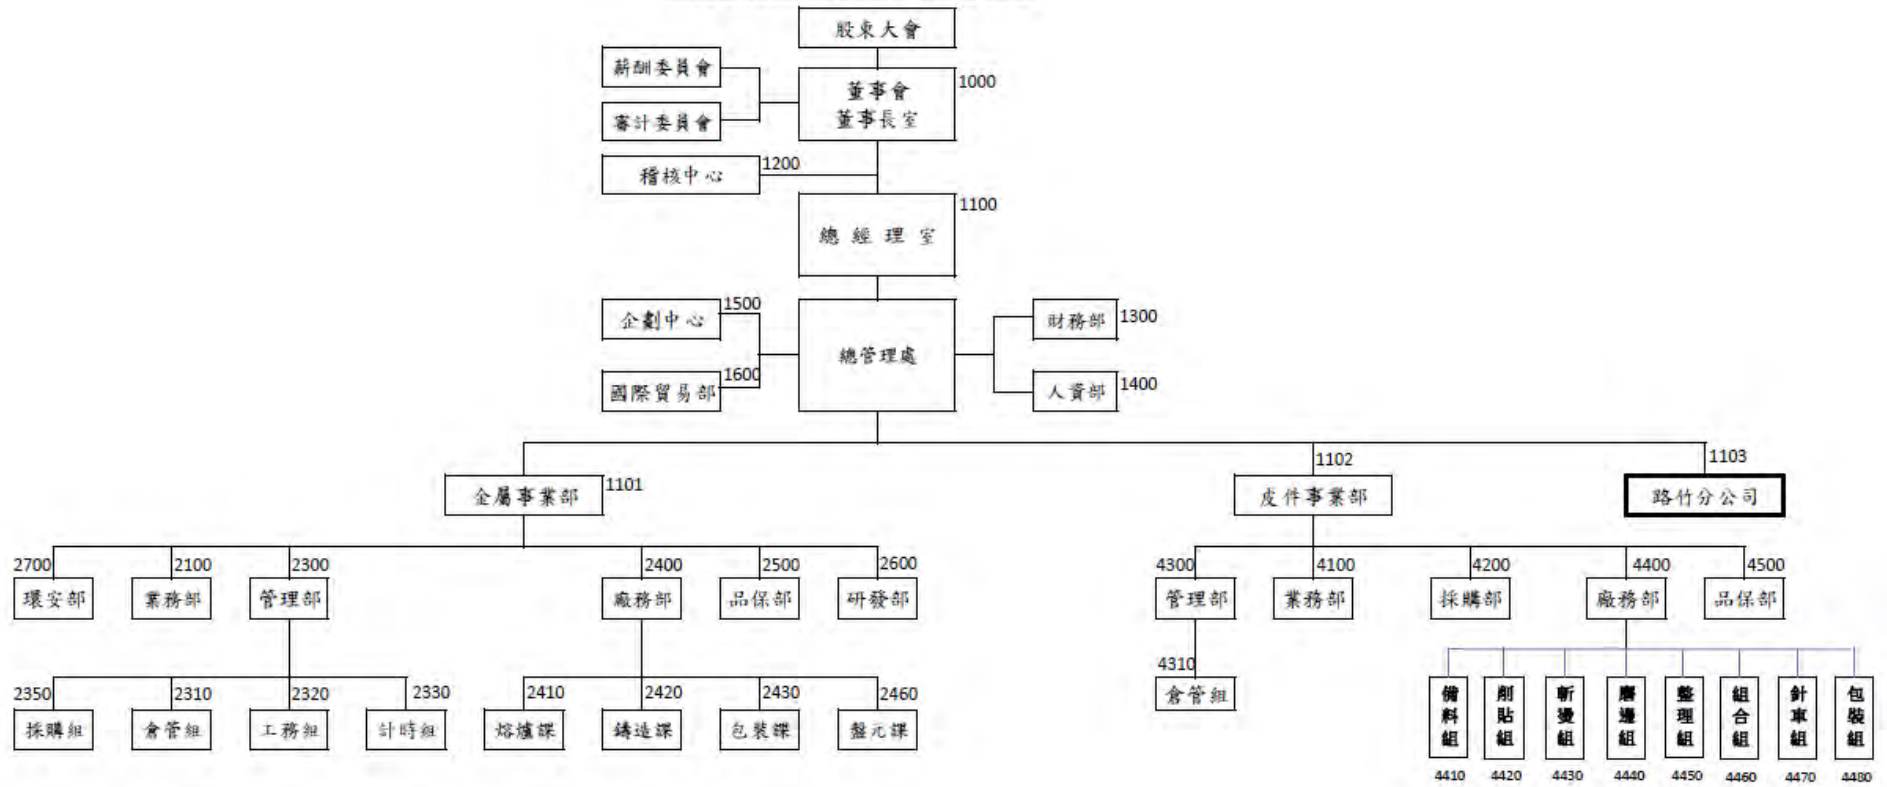 股東大會
薪酬委員會
董事會
董事長室
1000
審計委員會
稽核中心
1200
總經理室
1100
企劃中心
1500
國際貿易部
1600
總管理處
財務部
1300
人資部
1400
金屬事業部
1101
皮件事業部
1102
路竹分公司
1103
2700
2100
2300
2400
2500
2600
環安部
業務部
管理部
廠務部
品保部
研發部
4300
4100
4200
4400
4500
管理部
業務部
採購部
廠務部
品保部
2350
2310
2320
2330
2410
2420
2430
2460
採購組
倉管組
工務組
計時組
熔爐課
鑄造課
包裝課
盤元課
4310
倉管組
備料組
削貼組
斬燙組
磨邊組
整理組
組合組
針車組
包裝組
4410
4420
4430
4440
4450
4460
4470
4480